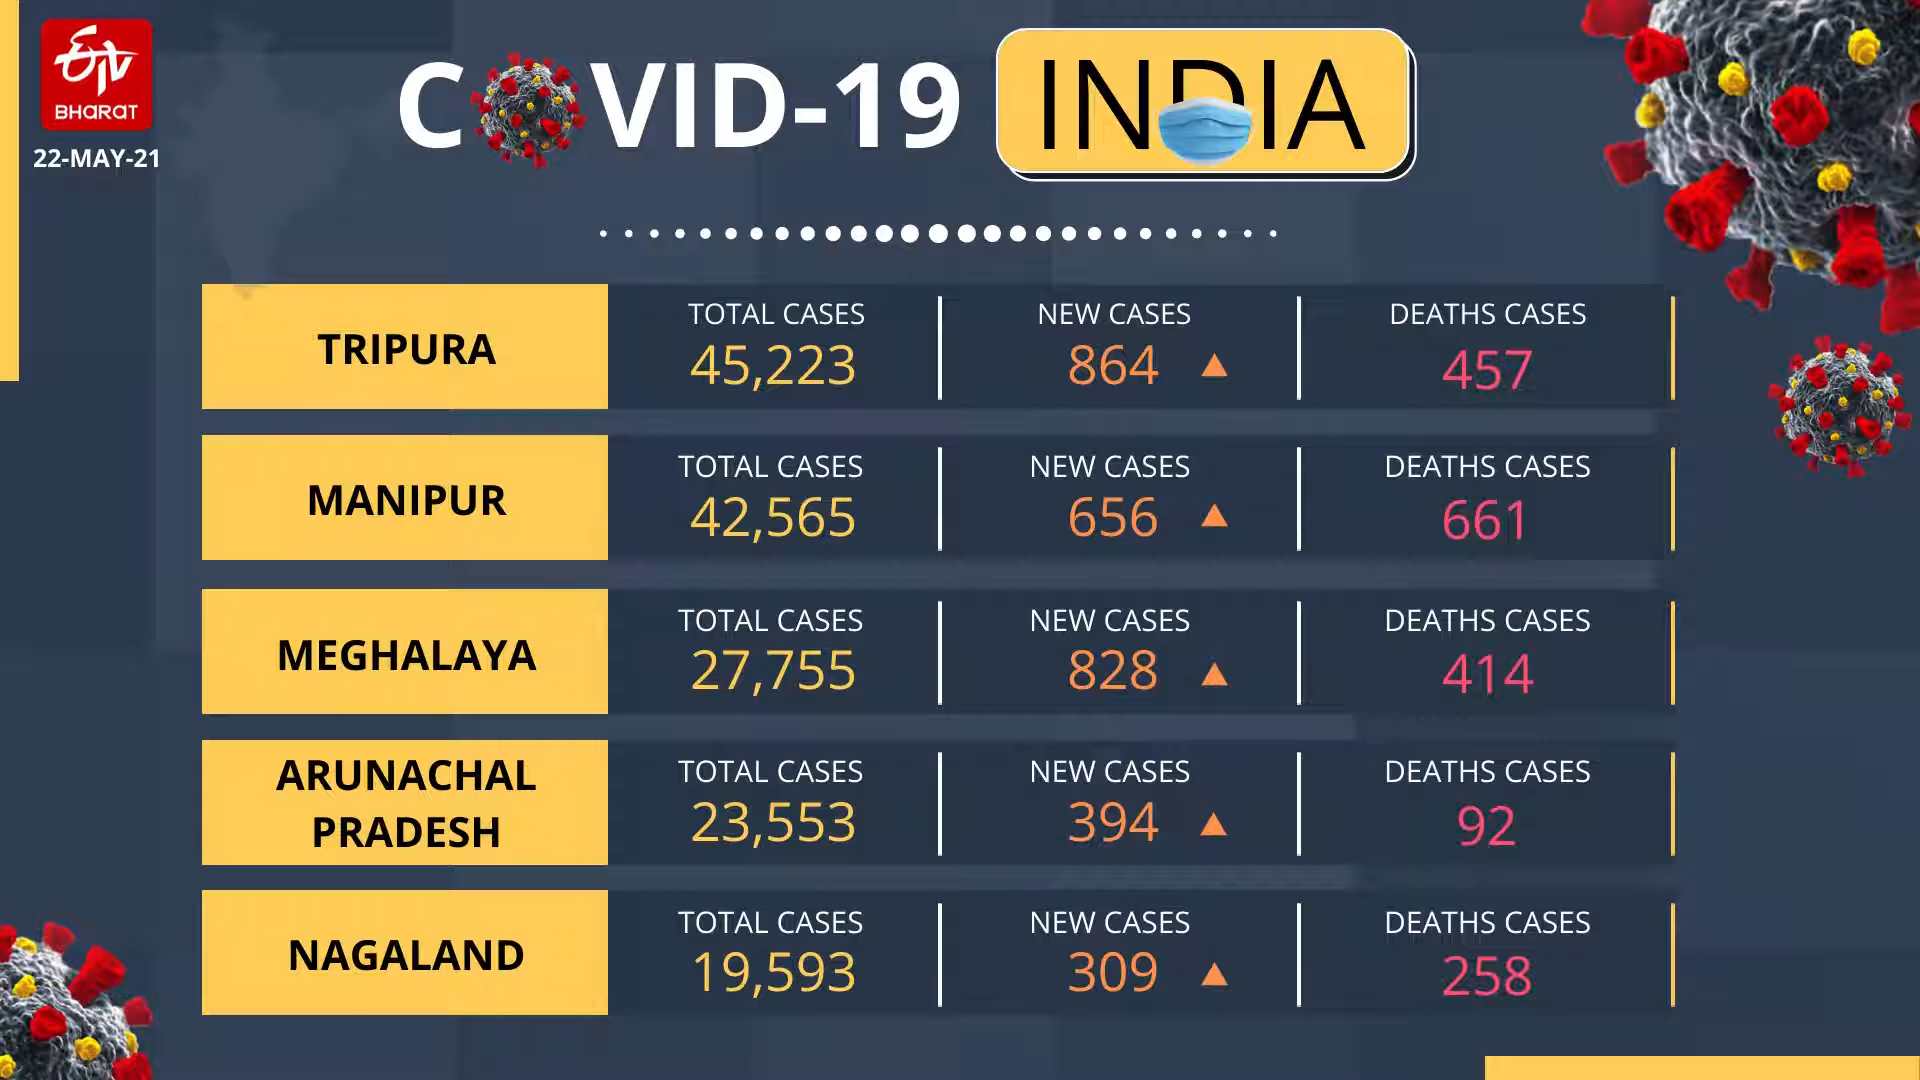 ETV
BHARAT
22-MAY-21
COVID-19 INDIA
TRIPURA
TOTAL CASES
45,223
NEW CASES
864
DEATHS CASES
457
MANIPUR
TOTAL CASES
42,565
NEW CASES
656
DEATHS CASES
661
MEGHALAYA
TOTAL CASES
27,755
NEW CASES
828
DEATHS CASES
414
ARUNACHAL
PRADESH
TOTAL CASES
23,553
NEW CASES
394
DEATHS CASES
92
NAGALAND
TOTAL CASES
19,593
NEW CASES
309
DEATHS CASES
258